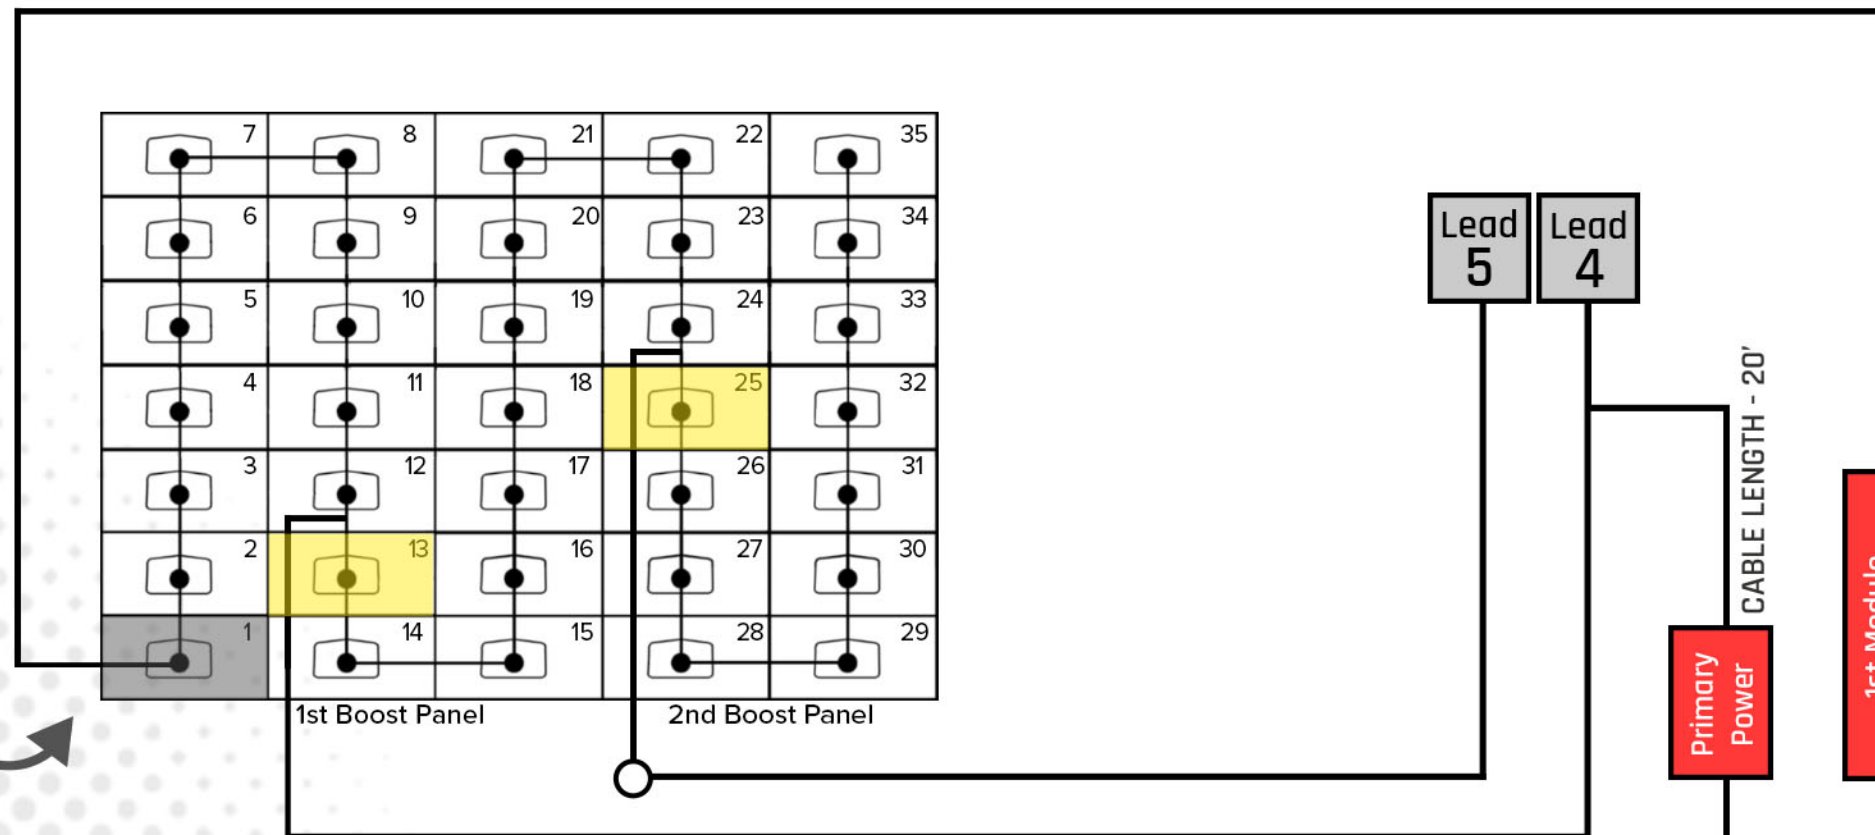 7 8 21 22 35
6 9 20 23 34
5 10 19 24 33
4 11 18 25 32
3 12 17 26 31
2 13 16 27 30
1 14 15 28 29
1st Boost Panel
2nd Boost Panel
Lead
5
Lead
4
CABLE LENGTH - 20'
Primary
Power
1st Module